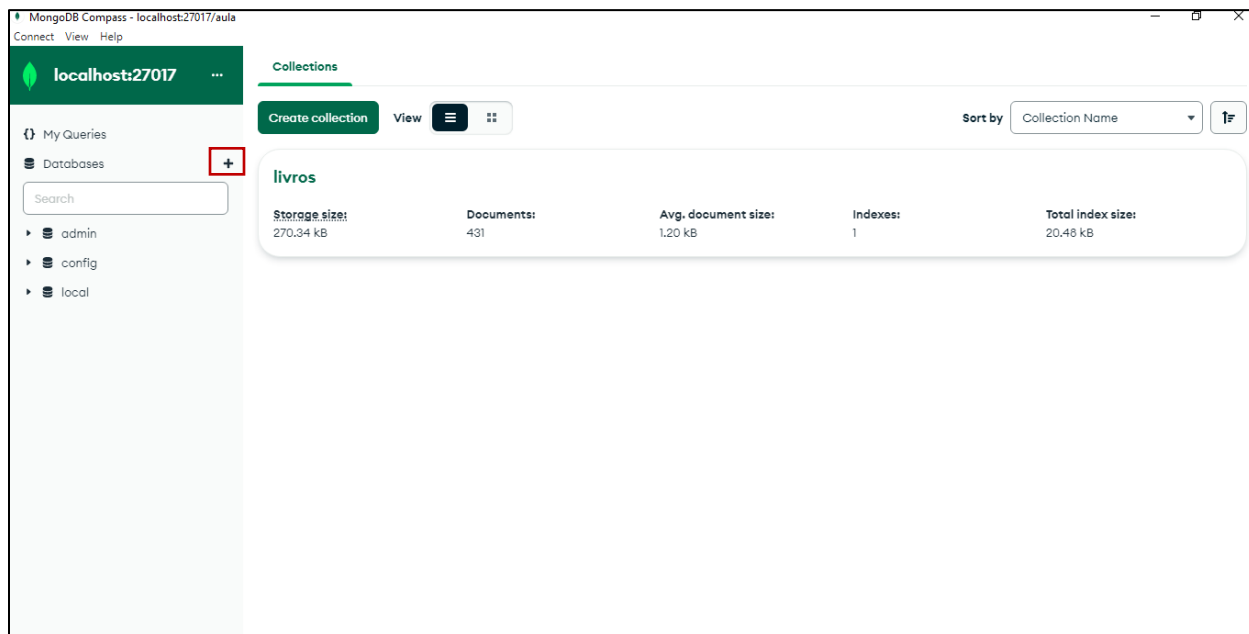 MongoDB Compass - localhost:27017/aula
Connect View Help
localhost:27017
{} My Queries
Databases
Search
admin
config
local
Collections
Create collection View Sort by Collection Name
livros
Storage size: Documents: Avg. document size: Indexes: Total index size:
270.34 kB 431 1.20 kB 1 20.48 kB